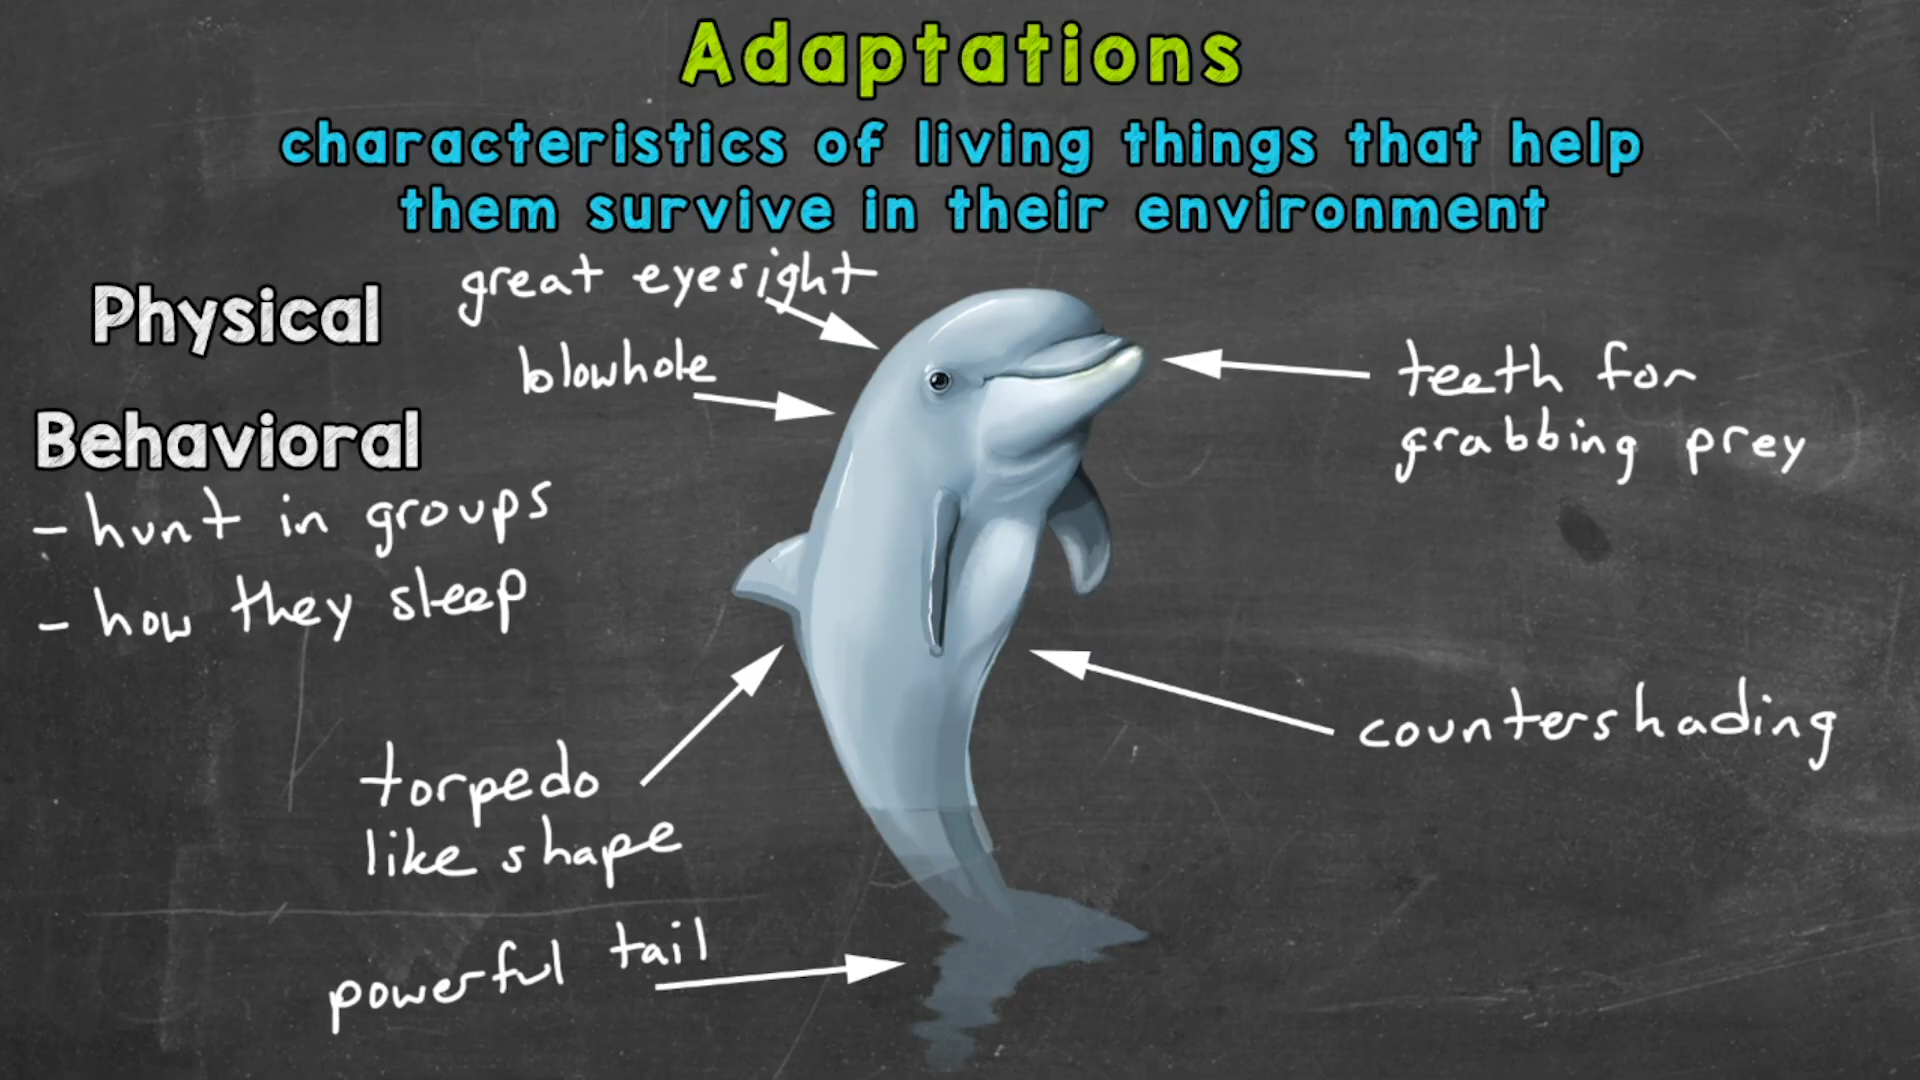 Adaptations
characteristics of living things that help
them survive in their environment
Physical
Behavioral
- hunt in groups
- how they sleep
great eyesight
blowhole
teeth for
grabbing prey
countershading
torpedo
like shape
powerful tail